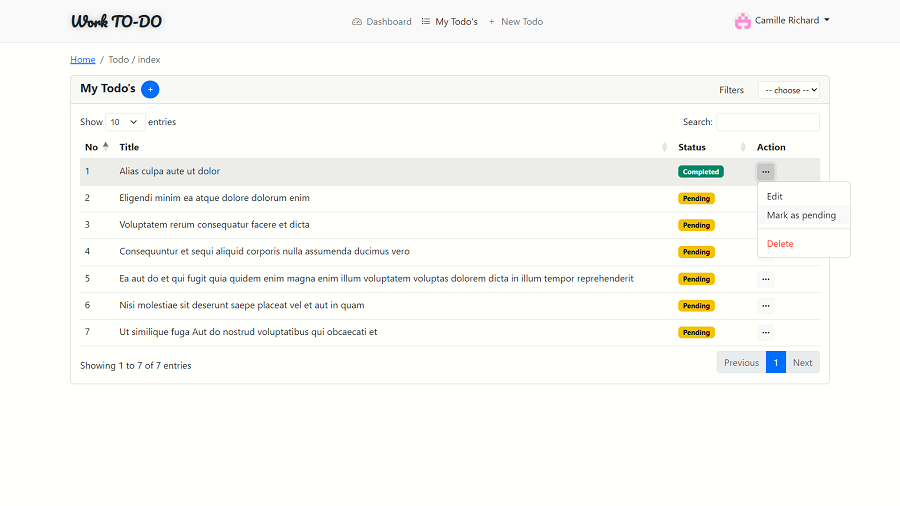 Work TO-DO Dashboard My Todo's + New Todo Camille Richard
Home / Todo / index
My Todo's + Filters -- choose --
Show 10 entries Search:
No Title Status Action
1 Alias culpa aute ut dolor Completed ...
Edit
2 Eligendi minim ea atque dolore dolorum enim Pending
Mark as pending
3 Voluptatem rerum consequatur facere et dicta Pending
Delete
4 Consequuntur et sequi aliquid corporis nulla assumenda ducimus vero Pending
5 Ea aut do et qui fugit quia quidem enim magna enim illum voluptatem voluptas dolorem dicta in illum tempor reprehenderit Pending ...
6 Nisi molestiae sit deserunt saepe placeat vel et aut in quam Pending ...
7 Ut similique fuga Aut do nostrud voluptatibus qui obcaecati et Pending ...
Showing 1 to 7 of 7 entries Previous 1 Next